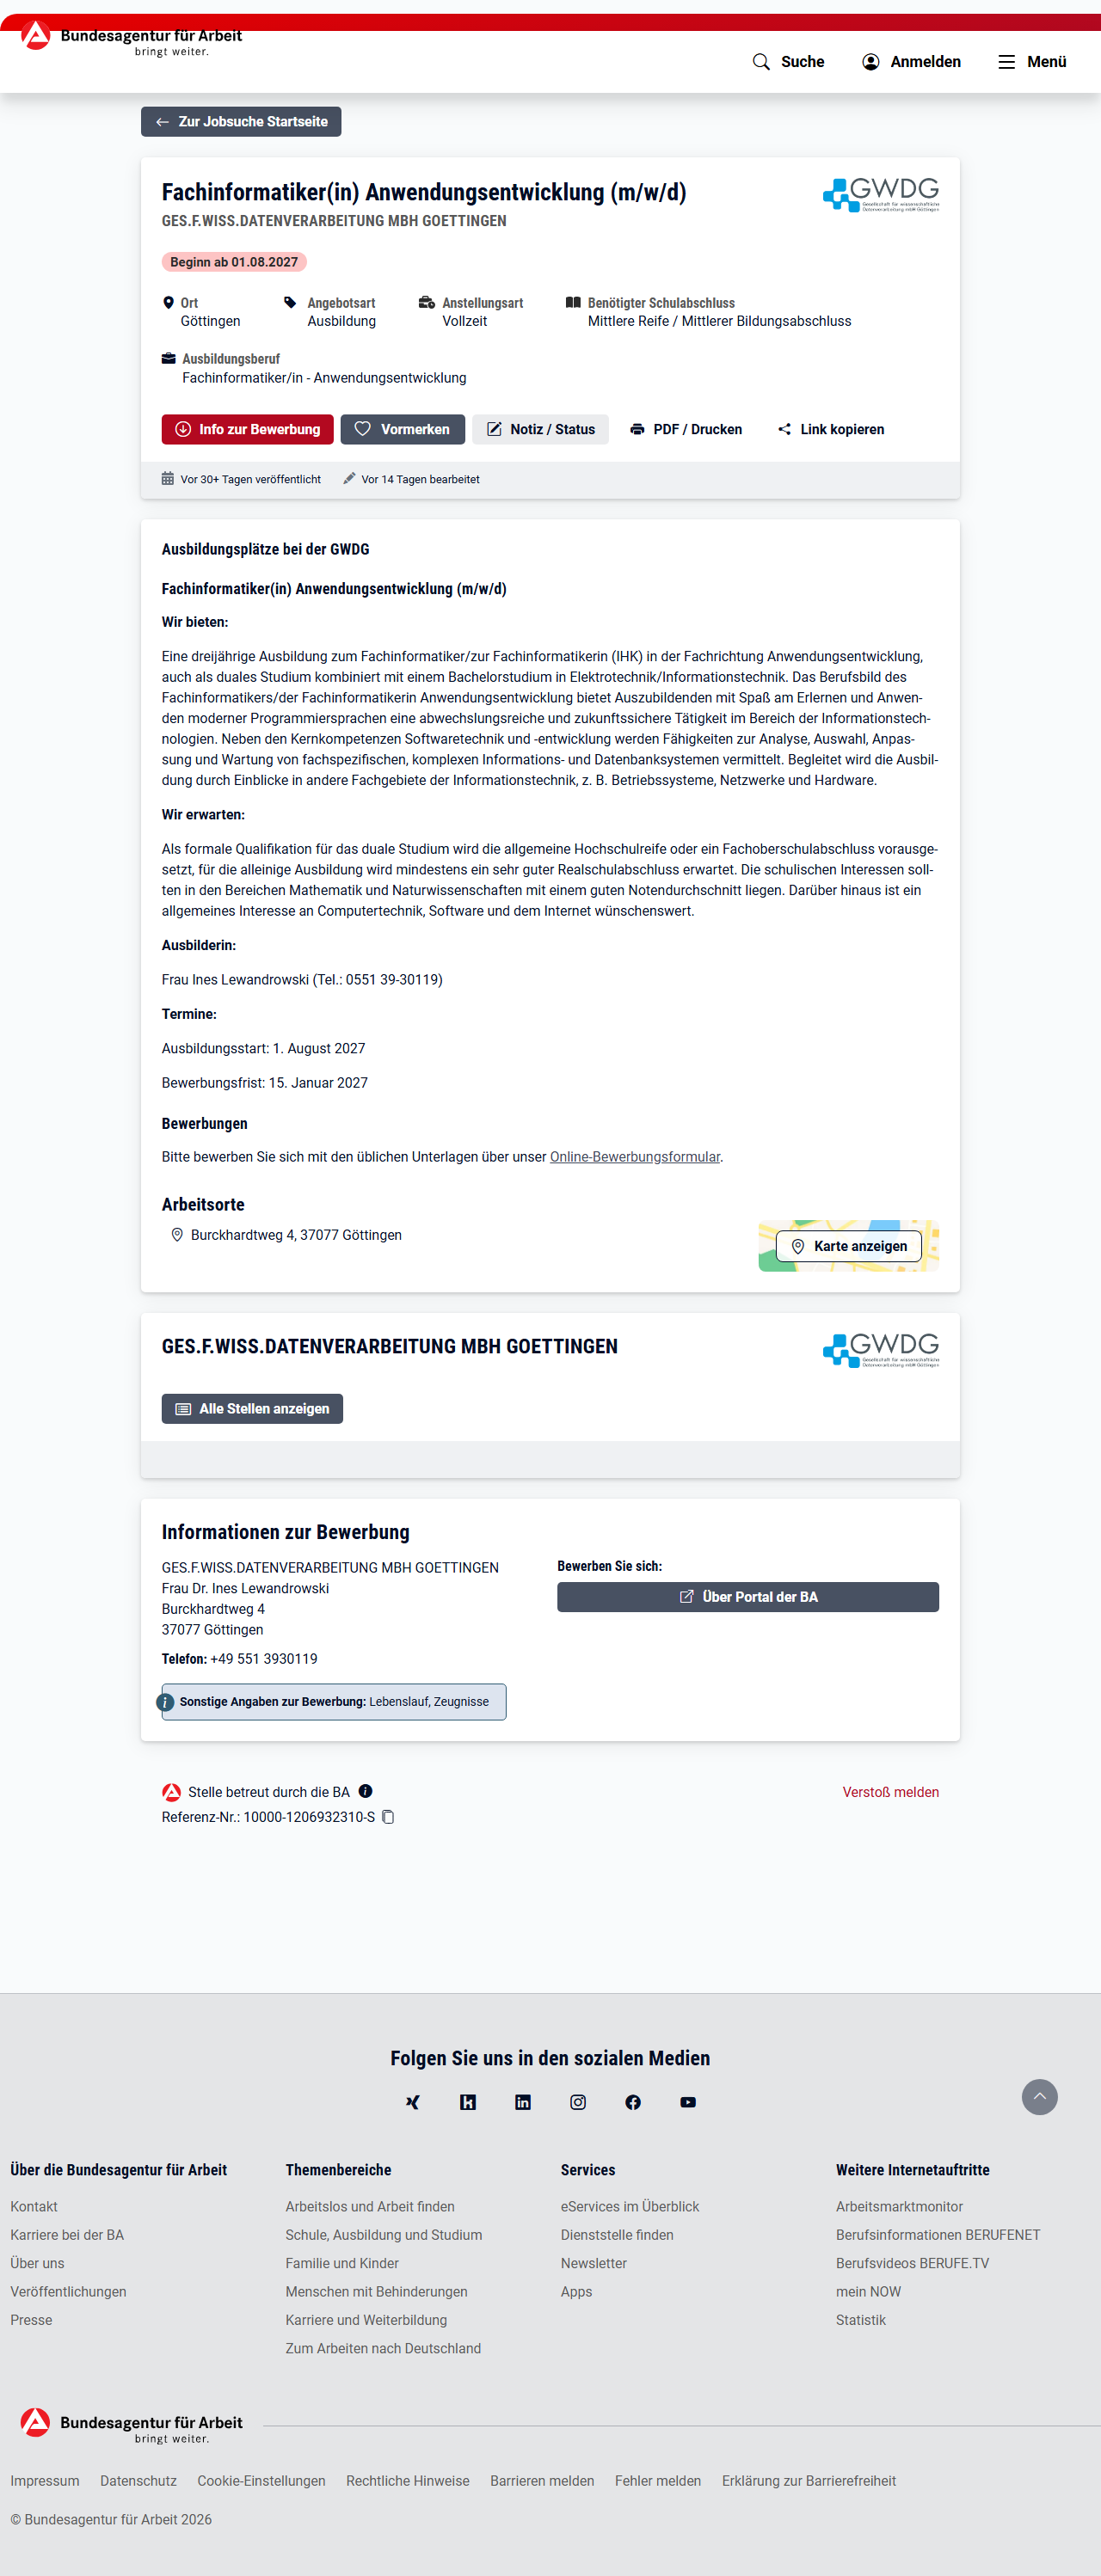 Bundesagentur für Arbeit
bringt weiter.
Suche
Anmelden
Menü
Zur Jobsuche Startseite
Fachinformatiker(in) Anwendungsentwicklung (m/w/d)
GWDG
Gesellschaft für wissenschaftliche
Datenverarbeitung mbH Göttingen
GES.F.WISS.DATENVERARBEITUNG MBH GOETTINGEN
Beginn ab 01.08.2027
Ort
Göttingen
Angebotsart
Ausbildung
Anstellungsart
Vollzeit
Benötigter Schulabschluss
Mittlere Reife / Mittlerer Bildungsabschluss
Ausbildungsberuf
Fachinformatiker/in - Anwendungsentwicklung
Info zur Bewerbung
Vormerken
Notiz / Status
PDF / Drucken
Link kopieren
Vor 30+ Tagen veröffentlicht
Vor 14 Tagen bearbeitet
Ausbildungsplätze bei der GWDG
Fachinformatiker(in) Anwendungsentwicklung (m/w/d)
Wir bieten:
Eine dreijährige Ausbildung zum Fachinformatiker/zur Fachinformatikerin (IHK) in der Fachrichtung Anwendungsentwicklung,
auch als duales Studium kombiniert mit einem Bachelorstudium in Elektrotechnik/Informationstechnik. Das Berufsbild des
Fachinformatikers/der Fachinformatikerin Anwendungsentwicklung bietet Auszubildenden mit Spaß am Erlernen und Anwen-
den moderner Programmiersprachen eine abwechslungsreiche und zukunftssichere Tätigkeit im Bereich der Informationstech-
nologien. Neben den Kernkompetenzen Softwaretechnik und -entwicklung werden Fähigkeiten zur Analyse, Auswahl, Anpas-
sung und Wartung von fachspezifischen, komplexen Informations- und Datenbanksystemen vermittelt. Begleitet wird die Ausbil-
dung durch Einblicke in andere Fachgebiete der Informationstechnik, z. B. Betriebssysteme, Netzwerke und Hardware.
Wir erwarten:
Als formale Qualifikation für das duale Studium wird die allgemeine Hochschulreife oder ein Fachoberschulabschluss vorausge-
setzt, für die alleinige Ausbildung wird mindestens ein sehr guter Realschulabschluss erwartet. Die schulischen Interessen soll-
ten in den Bereichen Mathematik und Naturwissenschaften mit einem guten Notendurchschnitt liegen. Darüber hinaus ist ein
allgemeines Interesse an Computertechnik, Software und dem Internet wünschenswert.
Ausbilderin:
Frau Ines Lewandrowski (Tel.: 0551 39-30119)
Termine:
Ausbildungsstart: 1. August 2027
Bewerbungsfrist: 15. Januar 2027
Bewerbungen
Bitte bewerben Sie sich mit den üblichen Unterlagen über unser Online-Bewerbungsformular.
Arbeitsorte
Burckhardtweg 4, 37077 Göttingen
Karte anzeigen
GES.F.WISS.DATENVERARBEITUNG MBH GOETTINGEN
GWDG
Gesellschaft für wissenschaftliche
Datenverarbeitung mbH Göttingen
Alle Stellen anzeigen
Informationen zur Bewerbung
GES.F.WISS.DATENVERARBEITUNG MBH GOETTINGEN
Frau Dr. Ines Lewandrowski
Burckhardtweg 4
37077 Göttingen
Telefon: +49 551 3930119
Sonstige Angaben zur Bewerbung: Lebenslauf, Zeugnisse
Bewerben Sie sich:
Über Portal der BA
Stelle betreut durch die BA
Verstoß melden
Referenz-Nr.: 10000-1206932310-S
Folgen Sie uns in den sozialen Medien
Über die Bundesagentur für Arbeit
Kontakt
Karriere bei der BA
Über uns
Veröffentlichungen
Presse
Themenbereiche
Arbeitslos und Arbeit finden
Schule, Ausbildung und Studium
Familie und Kinder
Menschen mit Behinderungen
Karriere und Weiterbildung
Zum Arbeiten nach Deutschland
Services
eServices im Überblick
Dienststelle finden
Newsletter
Apps
Weitere Internetauftritte
Arbeitsmarktmonitor
Berufsinformationen BERUFENET
Berufsvideos BERUFE.TV
mein NOW
Statistik
Bundesagentur für Arbeit
bringt weiter.
Impressum
Datenschutz
Cookie-Einstellungen
Rechtliche Hinweise
Barrieren melden
Fehler melden
Erklärung zur Barrierefreiheit
© Bundesagentur für Arbeit 2026